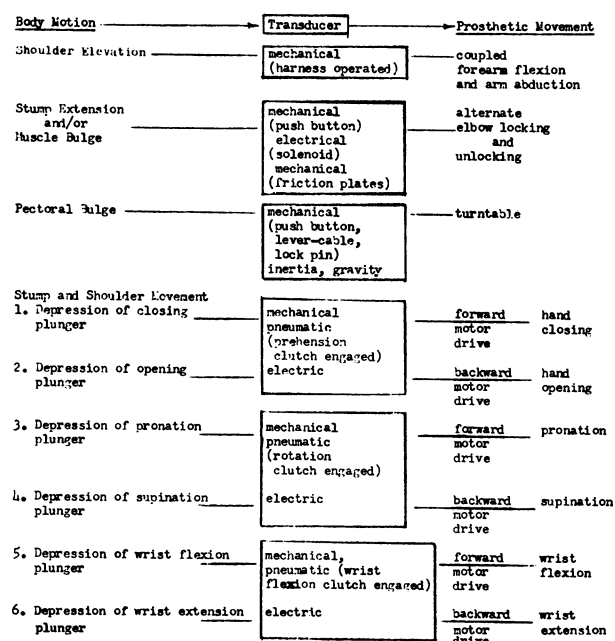 Body Motion Transducer Prosthetic Movement
Shoulder Elevation mechanical coupled
(harness operated) forearm flexion
and arm abduction
Stump Extension mechanical alternate
and/or (push button) elbow locking
Muscle Bulge electrical and
(solenoid) unlocking
mechanical
(friction plates)
Pectoral Bulge mechanical turntable
(push button,
lever-cable,
lock pin)
inertia, gravity
Stump and Shoulder Movement
1. Depression of closing mechanical forward hand
plunger pneumatic motor closing
(prehension drive
clutch engaged)
2. Depression of opening electric backward hand
plunger motor opening
drive
3. Depression of pronation mechanical forward pronation
plunger pneumatic motor
(rotation drive
clutch engaged)
4. Depression of supination electric backward supination
plunger motor
drive
5. Depression of wrist flexion mechanical, forward wrist
plunger pneumatic (wrist motor flexion
flexion clutch engaged) drive
6. Depression of wrist extension electric backward wrist
plunger motor extension
drive